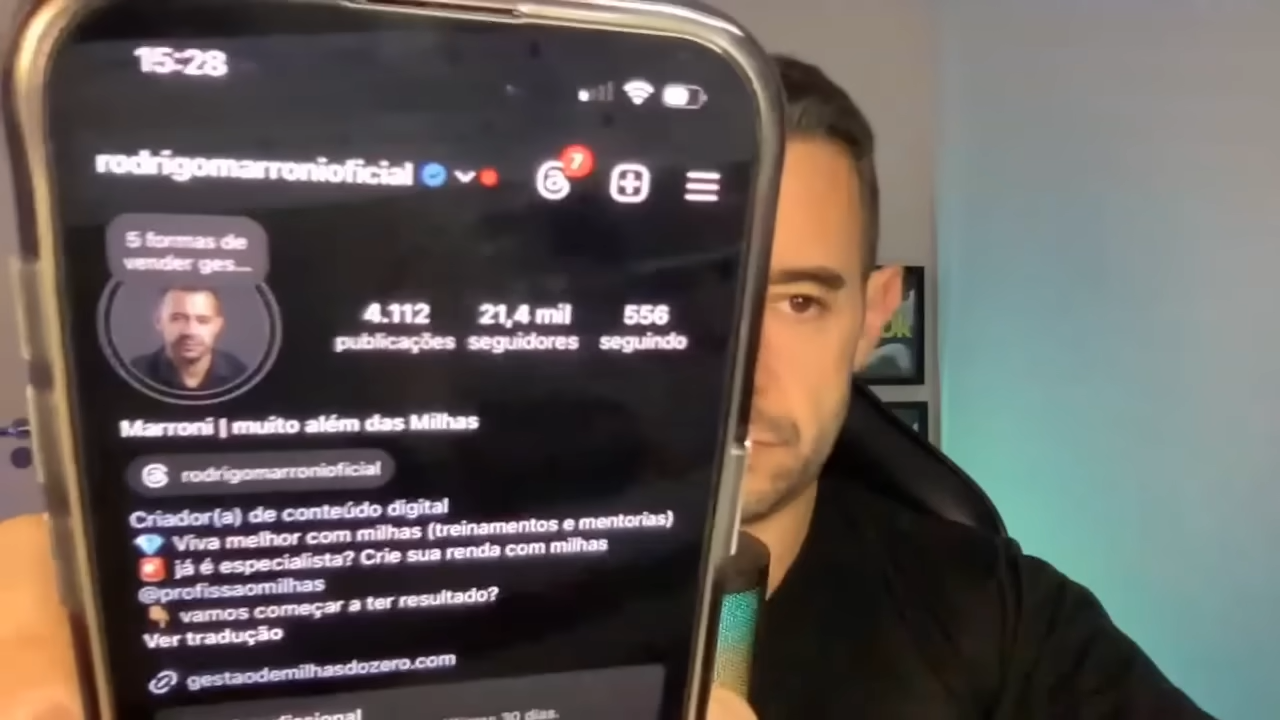 15:28
rodrigomarronioficial
7
5 formas de
vender ges...
4.112
21,4 mil
556
publicações
seguidores
seguindo
Marroni | muito além das Milhas
rodrigomarronioficial
Criador(a) de conteúdo digital
💎 Viva melhor com milhas (treinamentos e mentorias)
🚨 já é especialista? Crie sua renda com milhas
@profissaomilhas
👇🏽 vamos começar a ter resultado?
Ver tradução
gestaodemilhasdozero.com
30 dias.